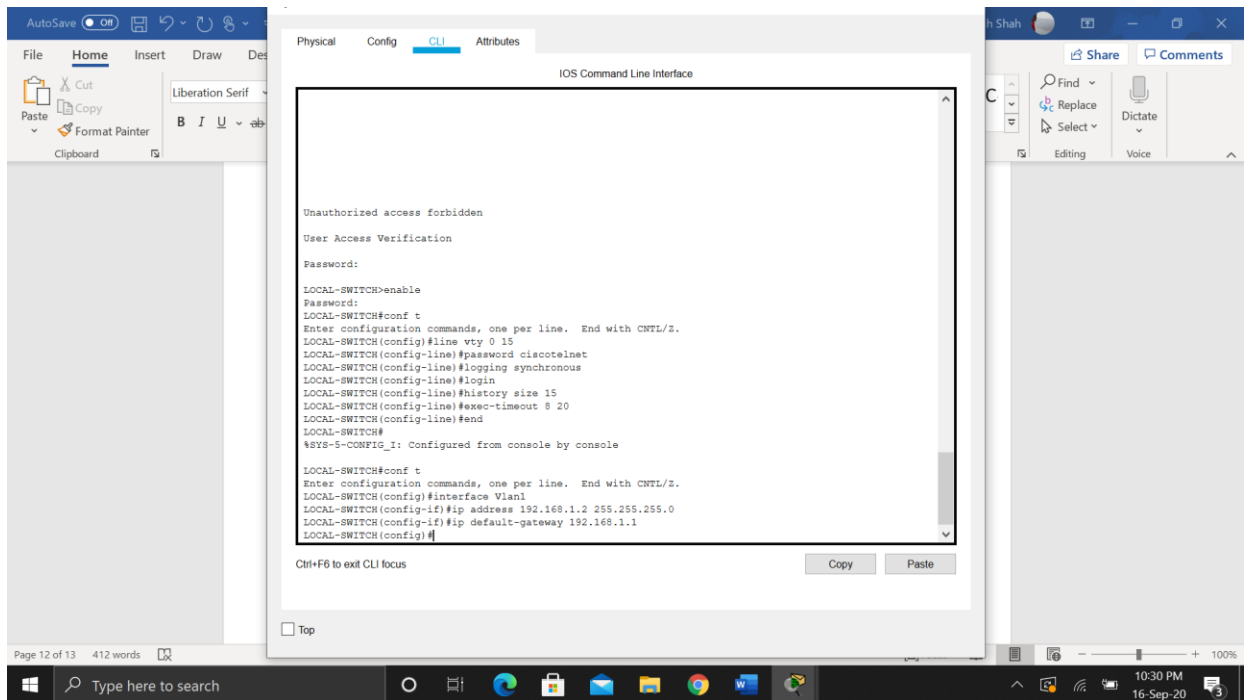 AutoSave Off
h Shah
File Home Insert Draw Des
Share Comments
Cut
Copy
Paste
Format Painter
Clipboard
Liberation Serif
B I U ab
C
Find
Replace
Select
Editing
Dictate
Voice
Physical Config CLI Attributes
IOS Command Line Interface
Unauthorized access forbidden
User Access Verification
Password:
LOCAL-SWITCH>enable
Password:
LOCAL-SWITCH#conf t
Enter configuration commands, one per line. End with CNTL/Z.
LOCAL-SWITCH(config)#line vty 0 15
LOCAL-SWITCH(config-line)#password ciscotelnet
LOCAL-SWITCH(config-line)#logging synchronous
LOCAL-SWITCH(config-line)#login
LOCAL-SWITCH(config-line)#history size 15
LOCAL-SWITCH(config-line)#exec-timeout 8 20
LOCAL-SWITCH(config-line)#end
LOCAL-SWITCH#
%SYS-5-CONFIG_I: Configured from console by console
LOCAL-SWITCH#conf t
Enter configuration commands, one per line. End with CNTL/Z.
LOCAL-SWITCH(config)#interface Vlan1
LOCAL-SWITCH(config-if)#ip address 192.168.1.2 255.255.255.0
LOCAL-SWITCH(config-if)#ip default-gateway 192.168.1.1
LOCAL-SWITCH(config)#
Ctrl+F6 to exit CLI focus
Copy Paste
Top
Page 12 of 13 412 words
100%
Type here to search
10:30 PM
16-Sep-20
3